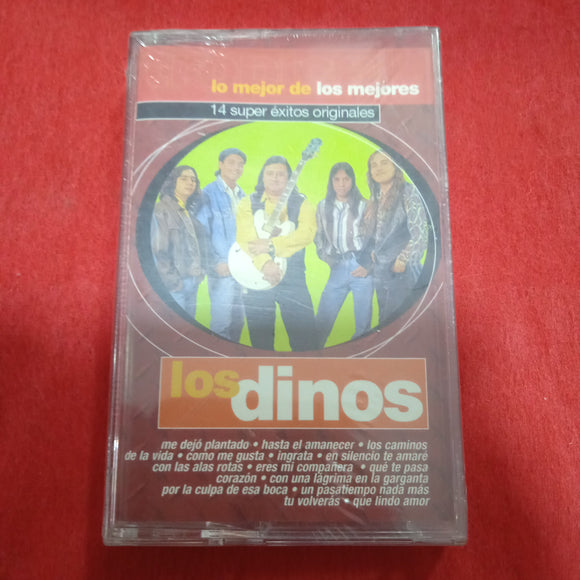 lo mejor de los mejores
14 super éxitos originales
los dinos
me dejó plantado • hasta el amanecer • los caminos
de la vida • como me gusta • ingrata • en silencio te amaré
con las alas rotas • eres mi compañera • qué te pasa
corazón • con una lágrima en la garganta
por la culpa de esa boca • un pasatiempo nada más
tu volverás • que lindo amor